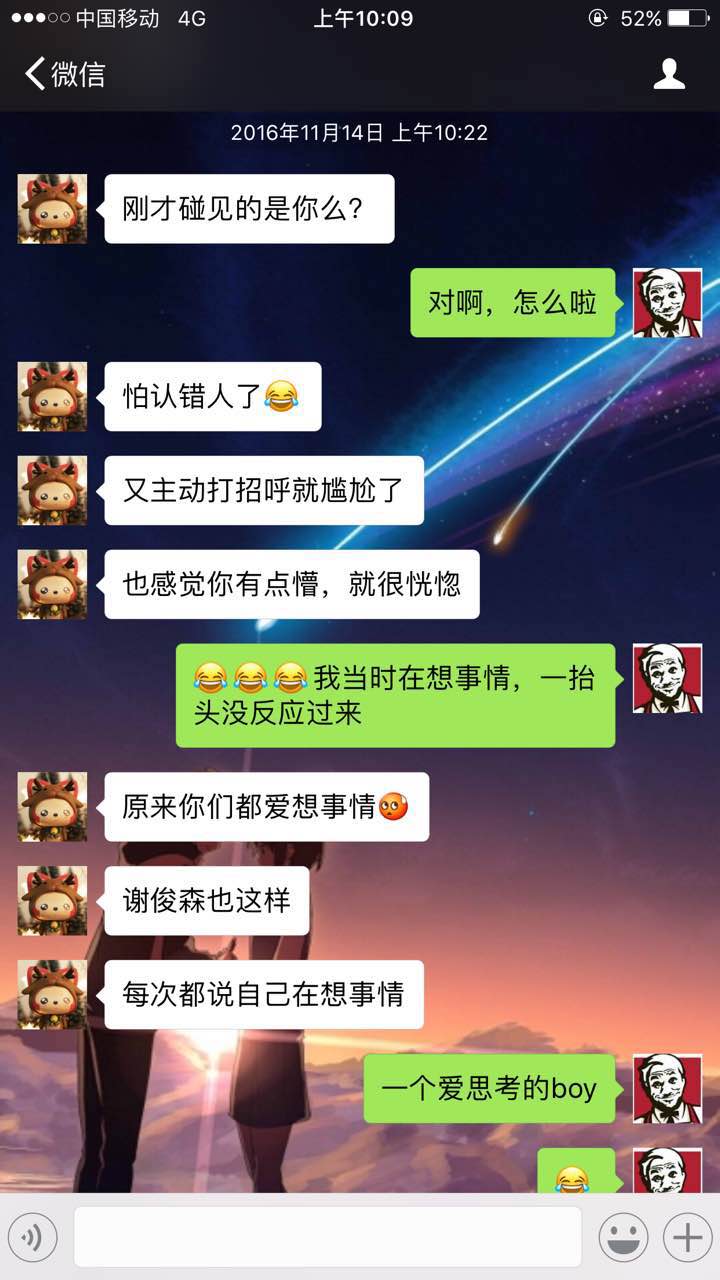 中国移动 4G 上午10:09 52%
微信
2016年11月14日 上午10:22
刚才碰见的是你么？
对啊，怎么啦
怕认错人了😂
又主动打招呼就尴尬了
也感觉你有点懵，就很恍惚
😂😂😂我当时在想事情，一抬
头没反应过来
原来你们都爱想事情😳
谢俊森也这样
每次都说自己在想事情
一个爱思考的boy
😂